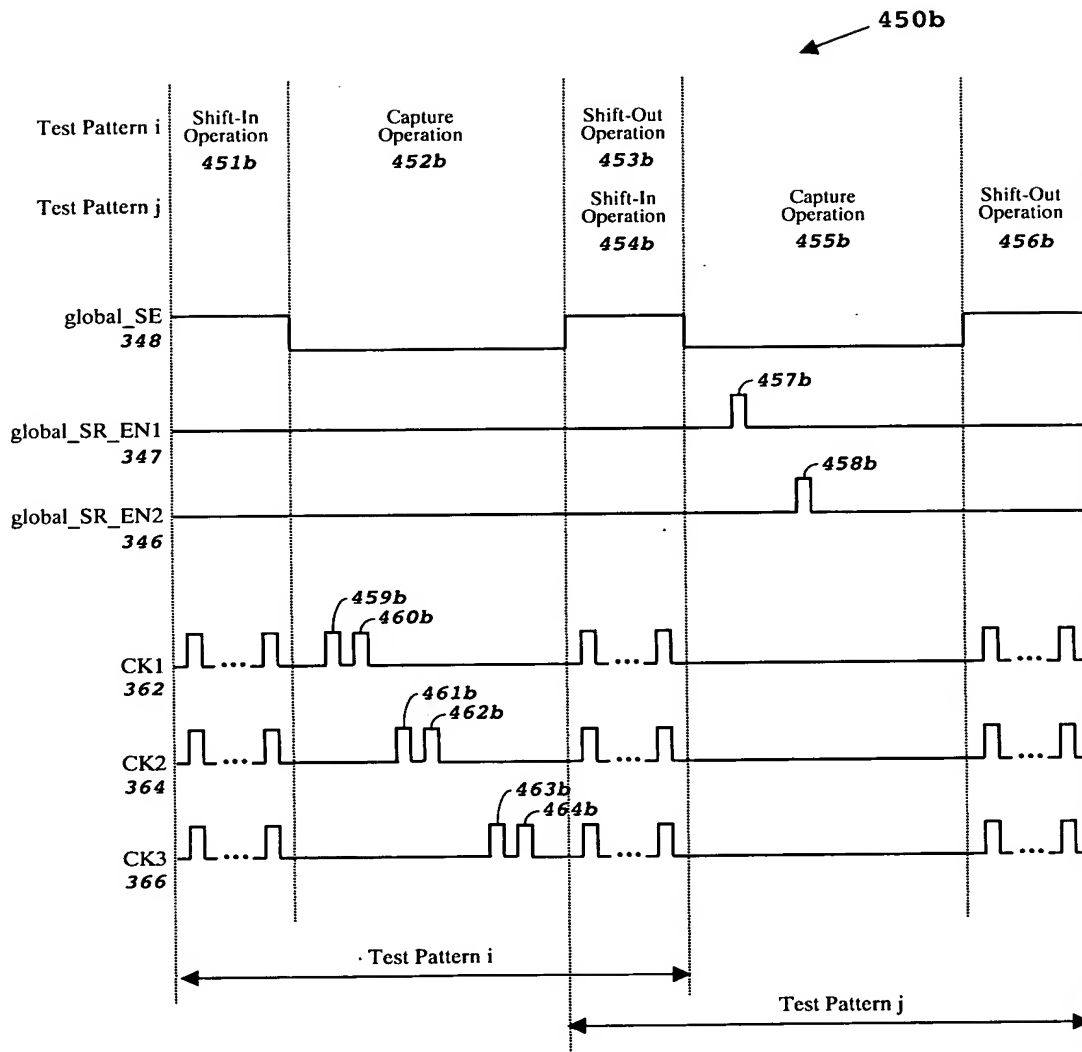 450b
Test Pattern i
Shift-In
Operation
451b
Capture
Operation
452b
Shift-Out
Operation
453b
Test Pattern j
Shift-In
Operation
454b
Capture
Operation
455b
Shift-Out
Operation
456b
global_SE
348
457b
global_SR_EN1
347
458b
global_SR_EN2
346
459b
460b
CK1
362
461b
462b
CK2
364
463b
464b
CK3
366
Test Pattern i
Test Pattern j